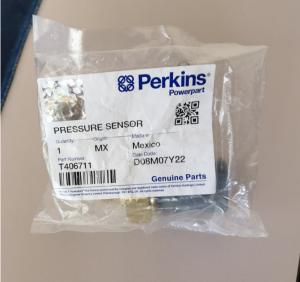 Perkins
Powerpart
PRESSURE SENSOR
Quantity Origin Made in
1 MX Mexico
Part Number Date Code
T406711 D08M07Y22
Genuine Parts